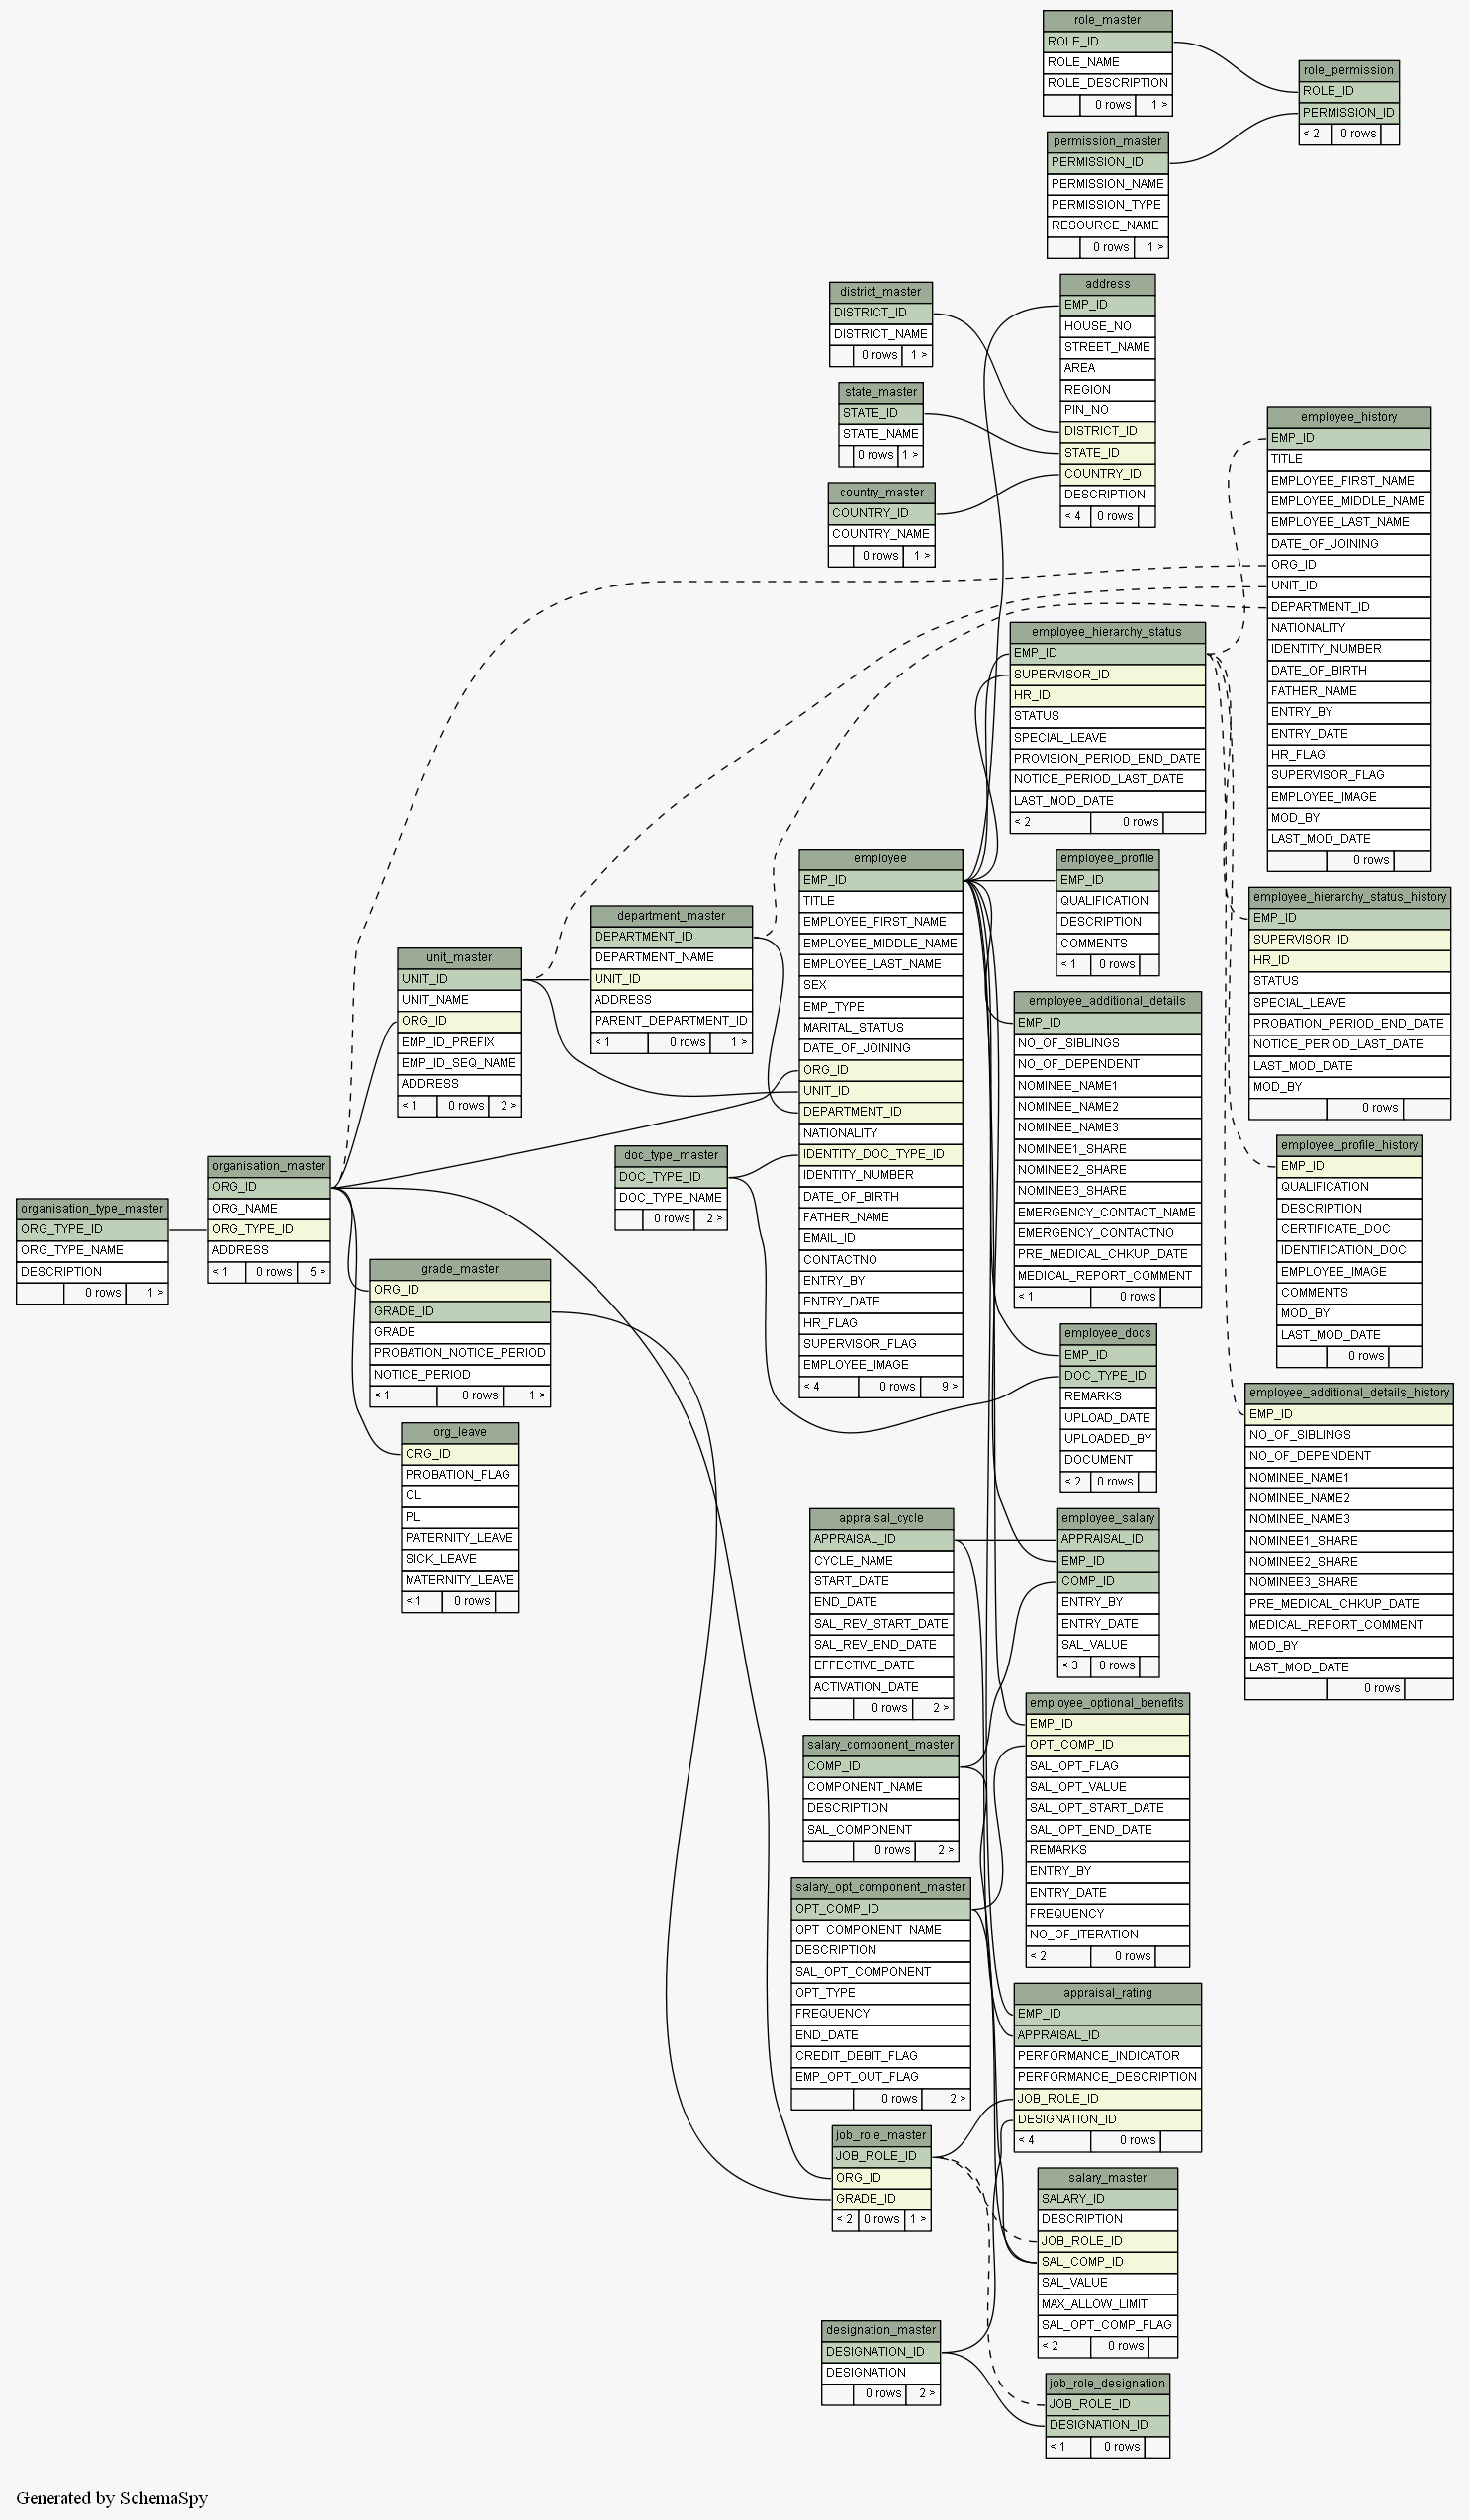 role_master
ROLE_ID
ROLE_NAME
ROLE_DESCRIPTION
0 rows 1 >
role_permission
ROLE_ID
PERMISSION_ID
< 2 0 rows
permission_master
PERMISSION_ID
PERMISSION_NAME
PERMISSION_TYPE
RESOURCE_NAME
0 rows 1 >
address
EMP_ID
HOUSE_NO
STREET_NAME
AREA
REGION
PIN_NO
DISTRICT_ID
STATE_ID
COUNTRY_ID
DESCRIPTION
< 4 0 rows
district_master
DISTRICT_ID
DISTRICT_NAME
0 rows 1 >
state_master
STATE_ID
STATE_NAME
0 rows 1 >
country_master
COUNTRY_ID
COUNTRY_NAME
0 rows 1 >
employee_history
EMP_ID
TITLE
EMPLOYEE_FIRST_NAME
EMPLOYEE_MIDDLE_NAME
EMPLOYEE_LAST_NAME
DATE_OF_JOINING
ORG_ID
UNIT_ID
DEPARTMENT_ID
NATIONALITY
IDENTITY_NUMBER
DATE_OF_BIRTH
FATHER_NAME
ENTRY_BY
ENTRY_DATE
HR_FLAG
SUPERVISOR_FLAG
EMPLOYEE_IMAGE
MOD_BY
LAST_MOD_DATE
0 rows
employee_hierarchy_status
EMP_ID
SUPERVISOR_ID
HR_ID
STATUS
SPECIAL_LEAVE
PROVISION_PERIOD_END_DATE
NOTICE_PERIOD_LAST_DATE
LAST_MOD_DATE
< 2 0 rows
employee
EMP_ID
TITLE
EMPLOYEE_FIRST_NAME
EMPLOYEE_MIDDLE_NAME
EMPLOYEE_LAST_NAME
SEX
EMP_TYPE
MARITAL_STATUS
DATE_OF_JOINING
ORG_ID
UNIT_ID
DEPARTMENT_ID
NATIONALITY
IDENTITY_DOC_TYPE_ID
IDENTITY_NUMBER
DATE_OF_BIRTH
FATHER_NAME
EMAIL_ID
CONTACTNO
ENTRY_BY
ENTRY_DATE
HR_FLAG
SUPERVISOR_FLAG
EMPLOYEE_IMAGE
< 4 0 rows 9 >
employee_profile
EMP_ID
QUALIFICATION
DESCRIPTION
COMMENTS
< 1 0 rows
employee_hierarchy_status_history
EMP_ID
SUPERVISOR_ID
HR_ID
STATUS
SPECIAL_LEAVE
PROBATION_PERIOD_END_DATE
NOTICE_PERIOD_LAST_DATE
LAST_MOD_DATE
MOD_BY
0 rows
department_master
DEPARTMENT_ID
DEPARTMENT_NAME
UNIT_ID
ADDRESS
PARENT_DEPARTMENT_ID
< 1 0 rows 1 >
unit_master
UNIT_ID
UNIT_NAME
ORG_ID
EMP_ID_PREFIX
EMP_ID_SEQ_NAME
ADDRESS
< 1 0 rows 2 >
employee_additional_details
EMP_ID
NO_OF_SIBLINGS
NO_OF_DEPENDENT
NOMINEE_NAME1
NOMINEE_NAME2
NOMINEE_NAME3
NOMINEE1_SHARE
NOMINEE2_SHARE
NOMINEE3_SHARE
EMERGENCY_CONTACT_NAME
EMERGENCY_CONTACTNO
PRE_MEDICAL_CHKUP_DATE
MEDICAL_REPORT_COMMENT
< 1 0 rows
employee_profile_history
EMP_ID
QUALIFICATION
DESCRIPTION
CERTIFICATE_DOC
IDENTIFICATION_DOC
EMPLOYEE_IMAGE
COMMENTS
MOD_BY
LAST_MOD_DATE
0 rows
doc_type_master
DOC_TYPE_ID
DOC_TYPE_NAME
0 rows 2 >
organisation_master
ORG_ID
ORG_NAME
ORG_TYPE_ID
ADDRESS
< 1 0 rows 5 >
organisation_type_master
ORG_TYPE_ID
ORG_TYPE_NAME
DESCRIPTION
0 rows 1 >
grade_master
ORG_ID
GRADE_ID
GRADE
PROBATION_NOTICE_PERIOD
NOTICE_PERIOD
< 1 0 rows 1 >
employee_docs
EMP_ID
DOC_TYPE_ID
REMARKS
UPLOAD_DATE
UPLOADED_BY
DOCUMENT
< 2 0 rows
employee_additional_details_history
EMP_ID
NO_OF_SIBLINGS
NO_OF_DEPENDENT
NOMINEE_NAME1
NOMINEE_NAME2
NOMINEE_NAME3
NOMINEE1_SHARE
NOMINEE2_SHARE
NOMINEE3_SHARE
PRE_MEDICAL_CHKUP_DATE
MEDICAL_REPORT_COMMENT
MOD_BY
LAST_MOD_DATE
0 rows
org_leave
ORG_ID
PROBATION_FLAG
CL
PL
PATERNITY_LEAVE
SICK_LEAVE
MATERNITY_LEAVE
< 1 0 rows
appraisal_cycle
APPRAISAL_ID
CYCLE_NAME
START_DATE
END_DATE
SAL_REV_START_DATE
SAL_REV_END_DATE
EFFECTIVE_DATE
ACTIVATION_DATE
0 rows 2 >
employee_salary
APPRAISAL_ID
EMP_ID
COMP_ID
ENTRY_BY
ENTRY_DATE
SAL_VALUE
< 3 0 rows
employee_optional_benefits
EMP_ID
OPT_COMP_ID
SAL_OPT_FLAG
SAL_OPT_VALUE
SAL_OPT_START_DATE
SAL_OPT_END_DATE
REMARKS
ENTRY_BY
ENTRY_DATE
FREQUENCY
NO_OF_ITERATION
< 2 0 rows
salary_component_master
COMP_ID
COMPONENT_NAME
DESCRIPTION
SAL_COMPONENT
0 rows 2 >
salary_opt_component_master
OPT_COMP_ID
OPT_COMPONENT_NAME
DESCRIPTION
SAL_OPT_COMPONENT
OPT_TYPE
FREQUENCY
END_DATE
CREDIT_DEBIT_FLAG
EMP_OPT_OUT_FLAG
0 rows 2 >
appraisal_rating
EMP_ID
APPRAISAL_ID
PERFORMANCE_INDICATOR
PERFORMANCE_DESCRIPTION
JOB_ROLE_ID
DESIGNATION_ID
< 4 0 rows
job_role_master
JOB_ROLE_ID
ORG_ID
GRADE_ID
< 2 0 rows 1 >
salary_master
SALARY_ID
DESCRIPTION
JOB_ROLE_ID
SAL_COMP_ID
SAL_VALUE
MAX_ALLOW_LIMIT
SAL_OPT_COMP_FLAG
< 2 0 rows
designation_master
DESIGNATION_ID
DESIGNATION
0 rows 2 >
job_role_designation
JOB_ROLE_ID
DESIGNATION_ID
< 1 0 rows
Generated by SchemaSpy